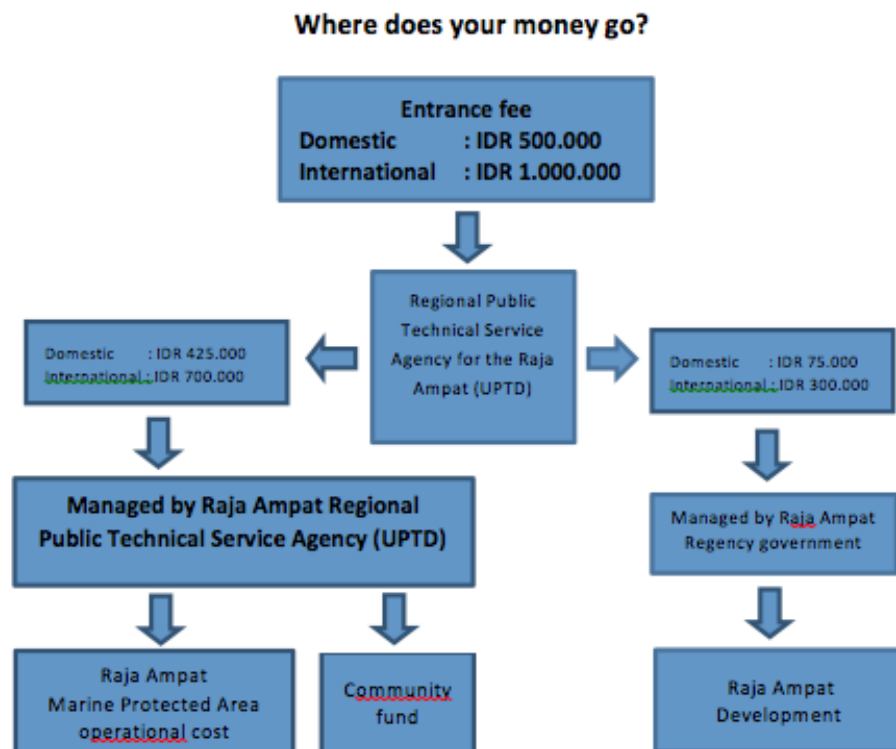 Where does your money go?
Entrance fee
Domestic : IDR 500.000
International : IDR 1.000.000
Regional Public
Technical Service
Agency for the Raja
Ampat (UPTD)
Domestic : IDR 425.000
International : IDR 700.000
Domestic : IDR 75.000
International : IDR 300.000
Managed by Raja Ampat Regional
Public Technical Service Agency (UPTD)
Managed by Raja Ampat
Regency government
Raja Ampat
Marine Protected Area
operational cost
Community
fund
Raja Ampat
Development